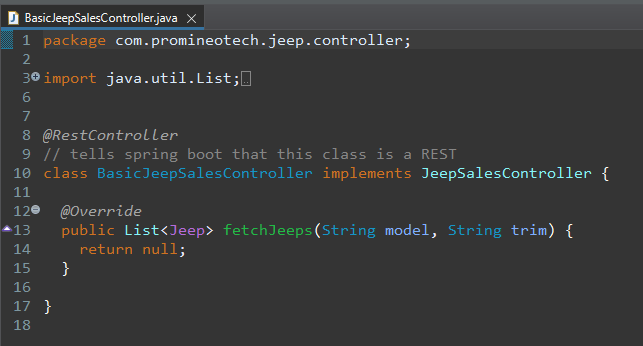 BasicJeepSalesController.java
1 package com.promineotech.jeep.controller;
2
3 import java.util.List;
6
7
8 @RestController
9 // tells spring boot that this class is a REST
10 class BasicJeepSalesController implements JeepSalesController {
11
12 @Override
13 public List<Jeep> fetchJeeps(String model, String trim) {
14 return null;
15 }
16
17 }
18